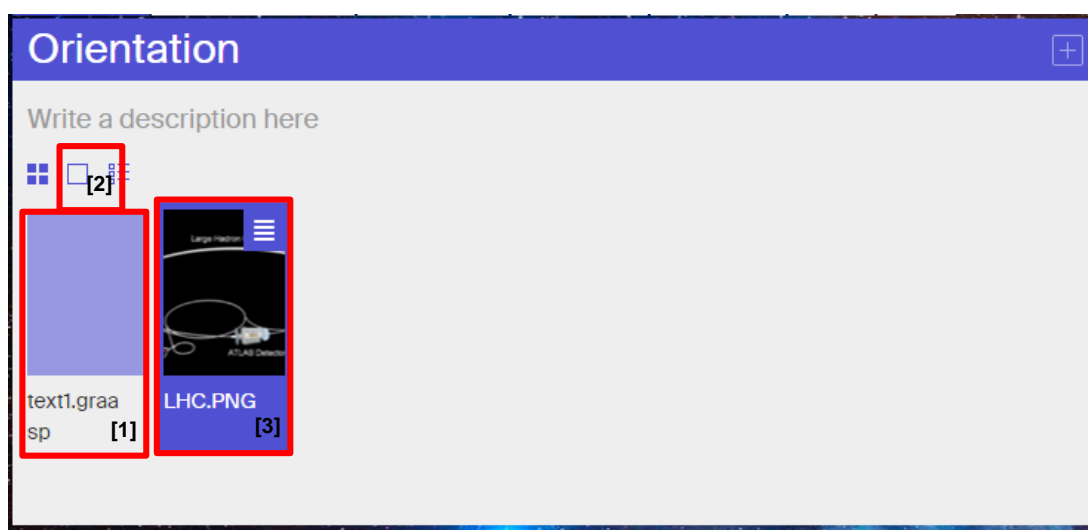 Orientation
Write a description here
[2]
Large Hadron
ATLAS Detector
text1.graa
sp
[1]
LHC.PNG
[3]